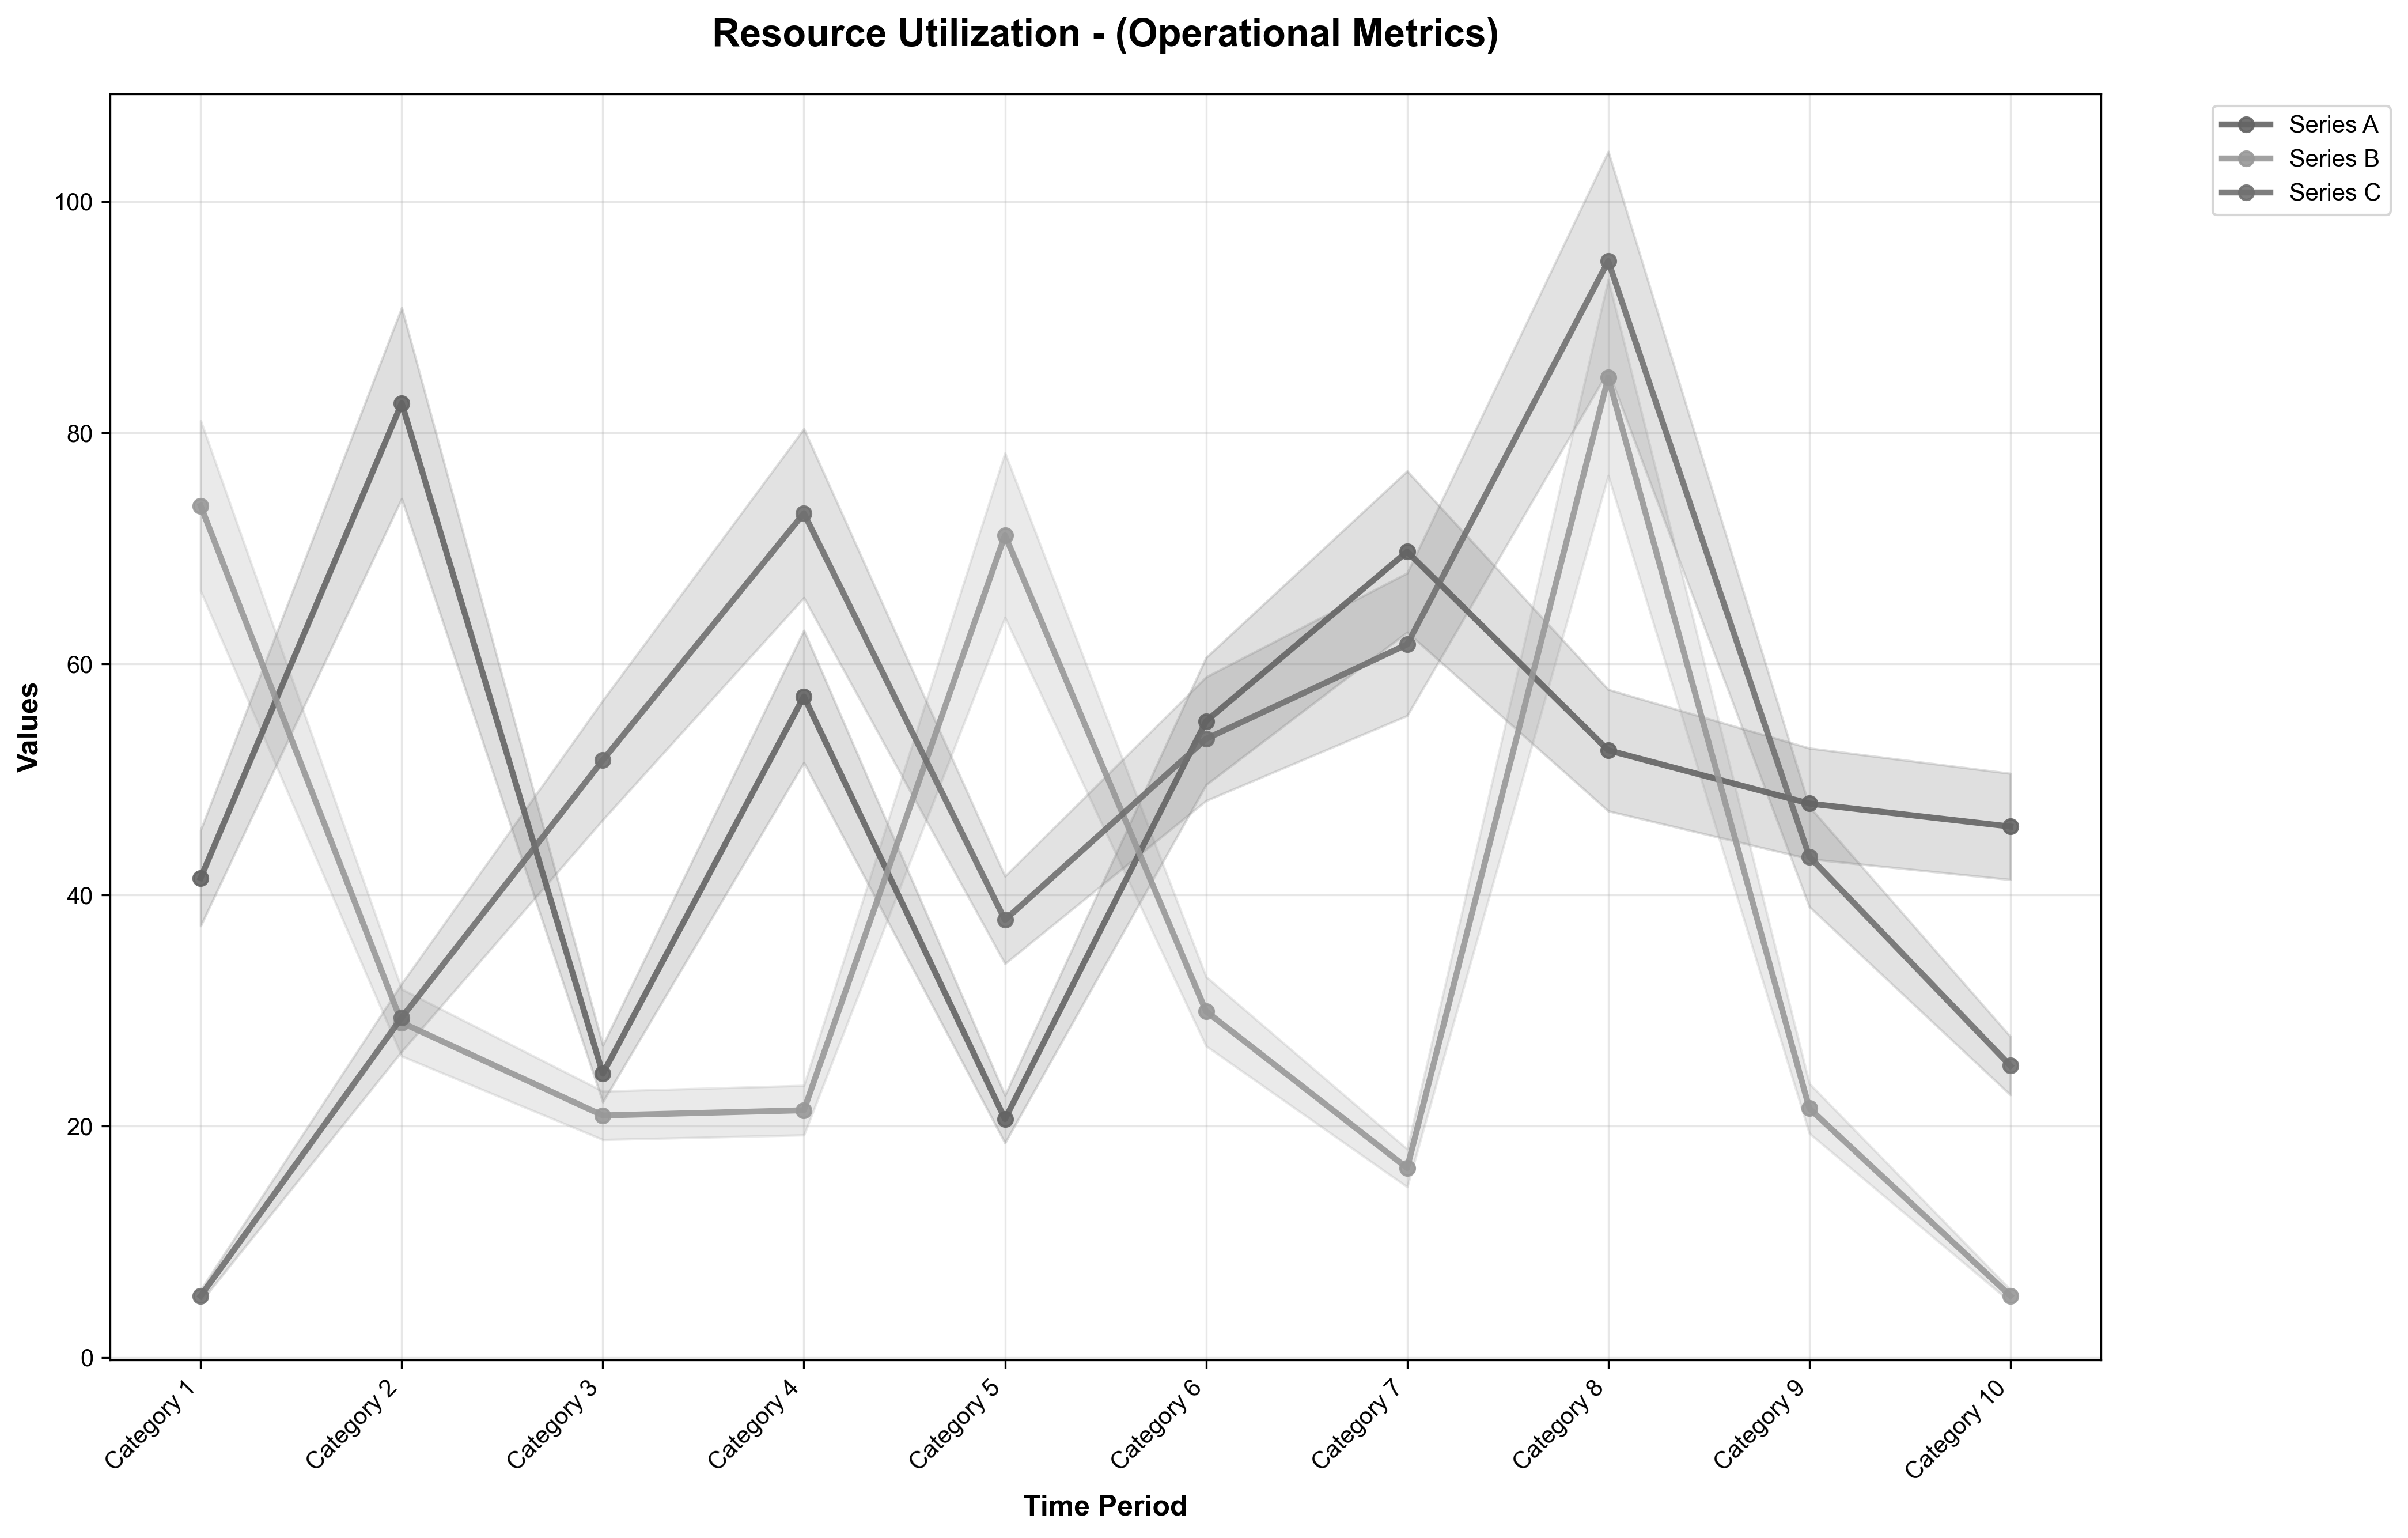 Resource Utilization - (Operational Metrics)
Series A
Series B
Series C
Values
100
80
60
40
20
0
Category 1
Category 2
Category 3
Category 4
Category 5
Category 6
Category 7
Category 8
Category 9
Category 10
Time Period